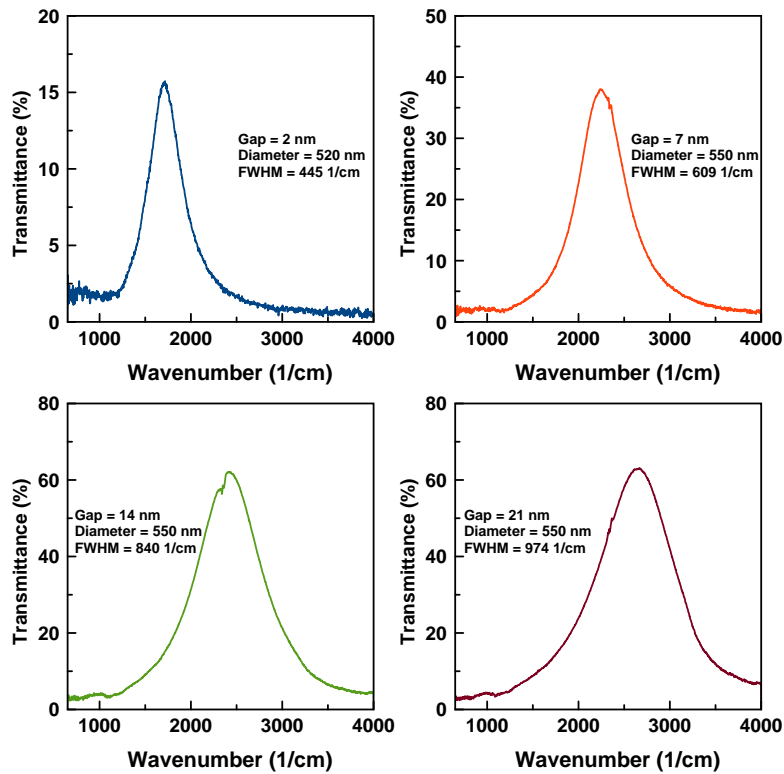 50
20
Transmittance (%)
Gap = 2 nm
Diameter = 520 nm
FWHM = 445 1/cm
15
10
5
0
1000 2000 3000 4000
Wavenumber (1/cm)
Transmittance (%)
Gap = 7 nm
Diameter = 550 nm
FWHM = 609 1/cm
40
30
20
10
0
1000 2000 3000 4000
Wavenumber (1/cm)
80
Transmittance (%)
Gap = 14 nm
Diameter = 550 nm
FWHM = 840 1/cm
60
40
20
0
1000 2000 3000 4000
Wavenumber (1/cm)
80
Transmittance (%)
Gap = 21 nm
Diameter = 550 nm
FWHM = 974 1/cm
60
40
20
0
1000 2000 3000 4000
Wavenumber (1/cm)